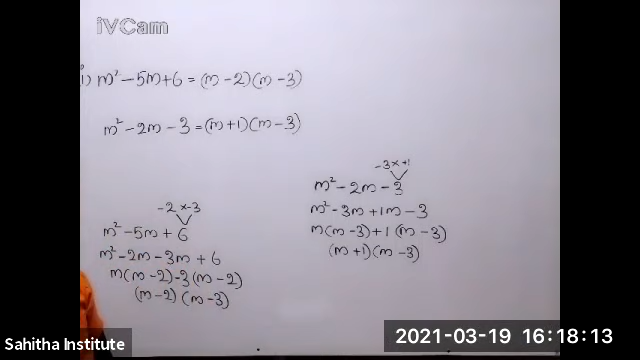 iVCam
i) m² - 5m + 6 = (m - 2)(m - 3)
m² - 2m - 3 = (m + 1)(m - 3)
-2 × -3
m² - 5m + 6
m² - 2m - 3m + 6
m(m - 2) - 3(m - 2)
(m - 2)(m - 3)
-3 × +1
m² - 2m - 3
m² - 3m + 1m - 3
m(m - 3) + 1(m - 3)
(m + 1)(m - 3)
Sahitha Institute
2021-03-19 16:18:13